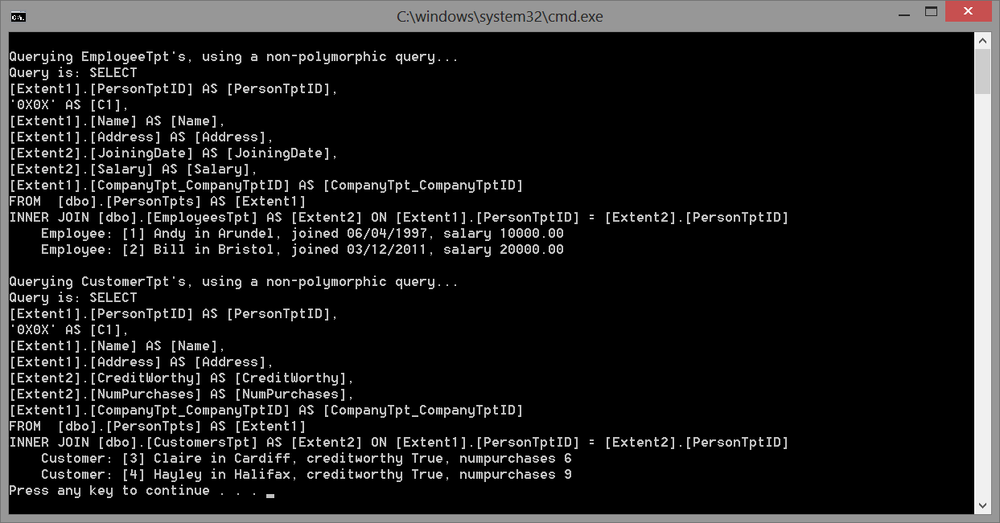 C:\windows\system32\cmd.exe
Querying EmployeeTpt's, using a non-polymorphic query...
Query is: SELECT
[Extent1].[PersonTptID] AS [PersonTptID],
'0X0X' AS [C1],
[Extent1].[Name] AS [Name],
[Extent1].[Address] AS [Address],
[Extent2].[JoiningDate] AS [JoiningDate],
[Extent2].[Salary] AS [Salary],
[Extent1].[CompanyTpt_CompanyTptID] AS [CompanyTpt_CompanyTptID]
FROM  [dbo].[PersonTpts] AS [Extent1]
INNER JOIN [dbo].[EmployeesTpt] AS [Extent2] ON [Extent1].[PersonTptID] = [Extent2].[PersonTptID]
    Employee: [1] Andy in Arundel, joined 06/04/1997, salary 10000.00
    Employee: [2] Bill in Bristol, joined 03/12/2011, salary 20000.00
Querying CustomerTpt's, using a non-polymorphic query...
Query is: SELECT
[Extent1].[PersonTptID] AS [PersonTptID],
'0X0X' AS [C1],
[Extent1].[Name] AS [Name],
[Extent1].[Address] AS [Address],
[Extent2].[CreditWorthy] AS [CreditWorthy],
[Extent2].[NumPurchases] AS [NumPurchases],
[Extent1].[CompanyTpt_CompanyTptID] AS [CompanyTpt_CompanyTptID]
FROM  [dbo].[PersonTpts] AS [Extent1]
INNER JOIN [dbo].[CustomersTpt] AS [Extent2] ON [Extent1].[PersonTptID] = [Extent2].[PersonTptID]
    Customer: [3] Claire in Cardiff, creditworthy True, numpurchases 6
    Customer: [4] Hayley in Halifax, creditworthy True, numpurchases 9
Press any key to continue . . .